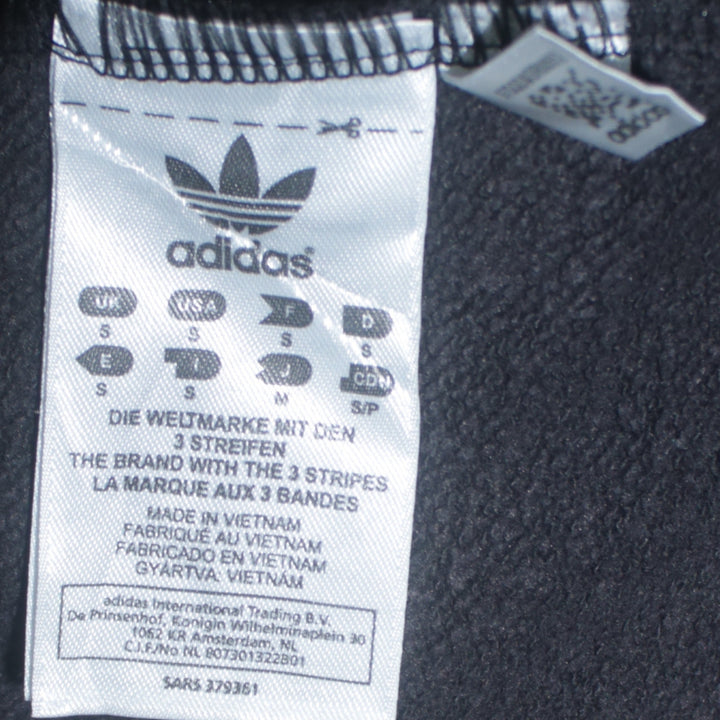 adidas
UK USA F D
S S S S
E I J CDN
S S M S/P
DIE WELTMARKE MIT DEN
3 STREIFEN
THE BRAND WITH THE 3 STRIPES
LA MARQUE AUX 3 BANDES
MADE IN VIETNAM
FABRIQUÉ AU VIETNAM
FABRICADO EN VIETNAM
GYÁRTVA: VIETNÁM
adidas International Trading B.V.
De Prinsenhof, Konigin Wilhelminaplein 30
1062 KR Amsterdam, NL
C.I.F/No NL 807301322B01
SARS 379361
adidas